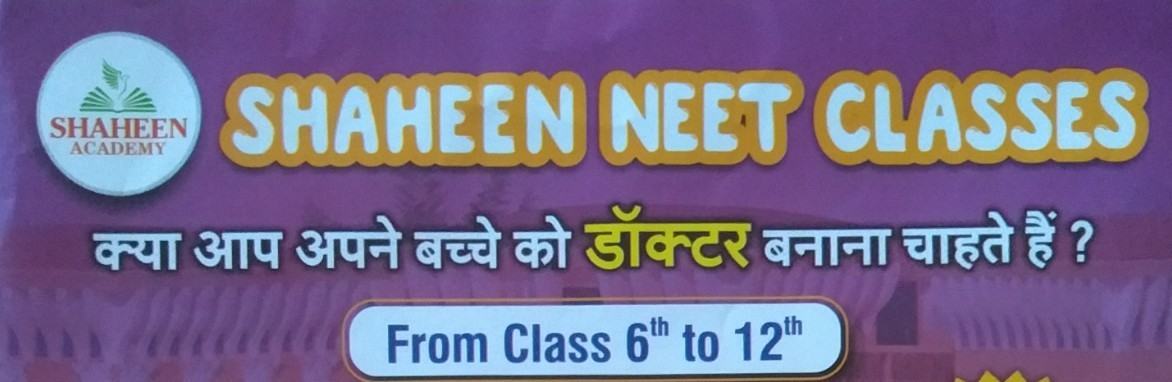 SHAHEEN
ACADEMY
SHAHEEN NEET CLASSES
क्या आप अपने बच्चे को डॉक्टर बनाना चाहते हैं ?
From Class 6th to 12th